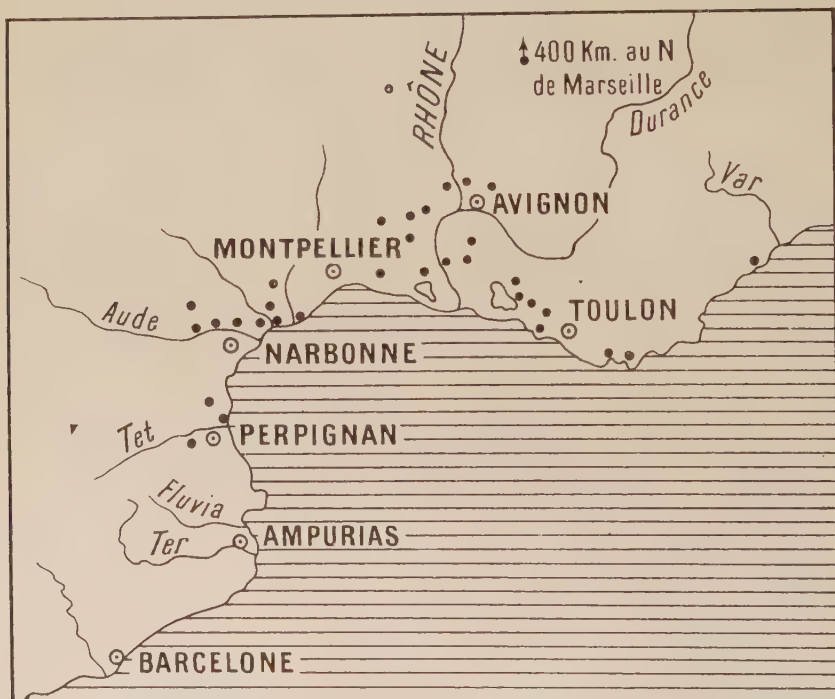 400 Km. au N
de Marseille
RHÔNE
Durance
Var
AVIGNON
MONTPELLIER
Aude
TOULON
NARBONNE
Tet
PERPIGNAN
Fluvia
Ter
AMPURIAS
BARCELONE